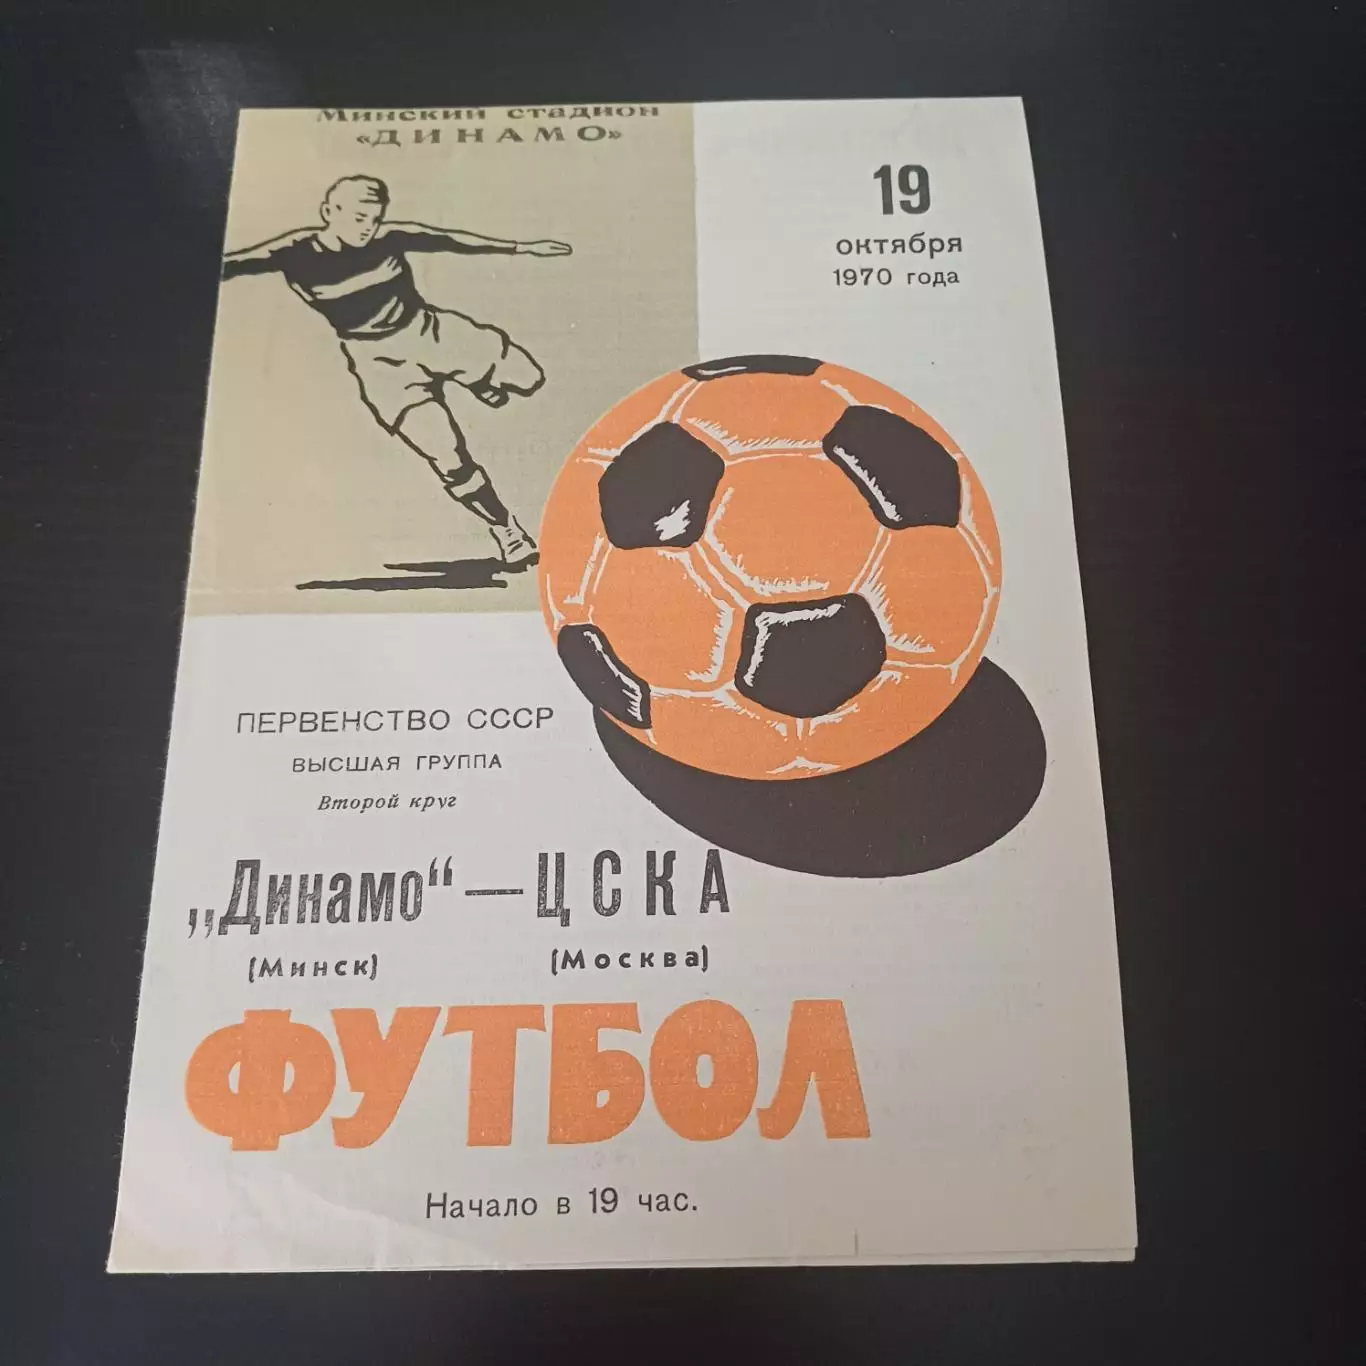 Минский стадион
«ДИНАМО»
19
октября
1970 года
ПЕРВЕНСТВО СССР
ВЫСШАЯ ГРУППА
Второй круг
„Динамо“ — ЦСКА
(Минск) (Москва)
ФУТБОЛ
Начало в 19 час.